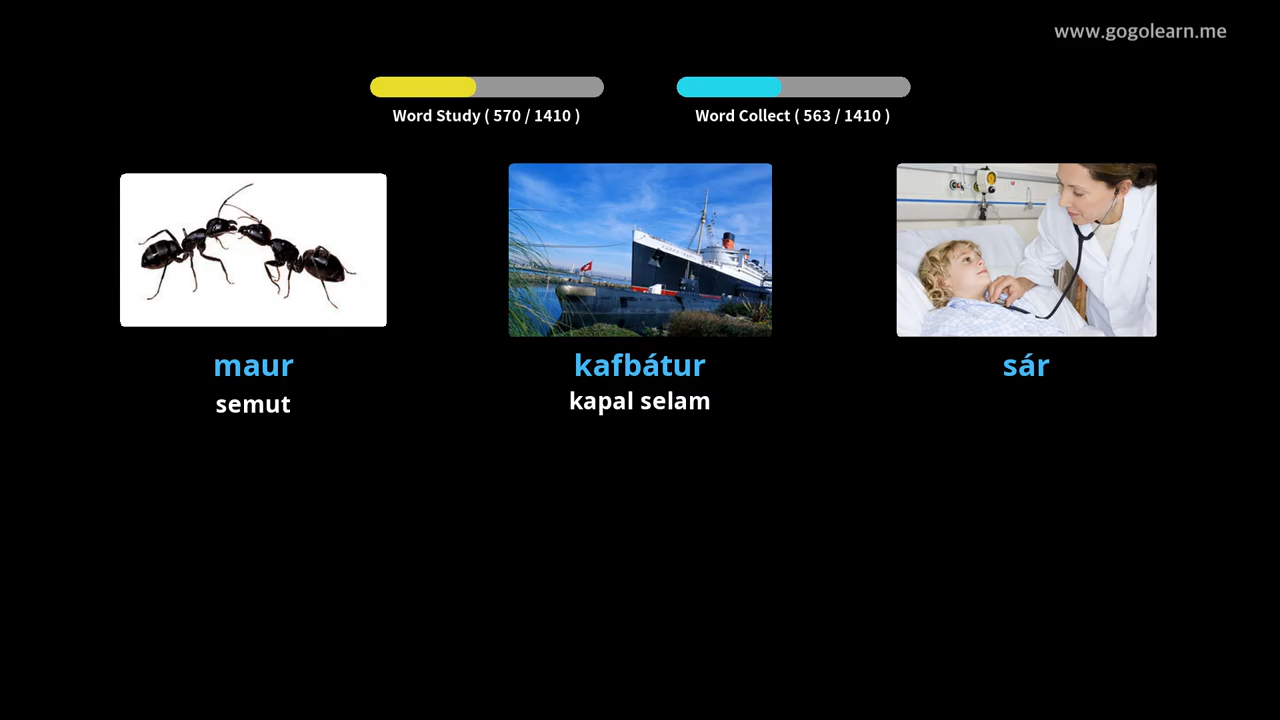 www.gogolearn.me
Word Study ( 570 / 1410 )
Word Collect ( 563 / 1410 )
maur
kafbátur
sár
semut
kapal selam